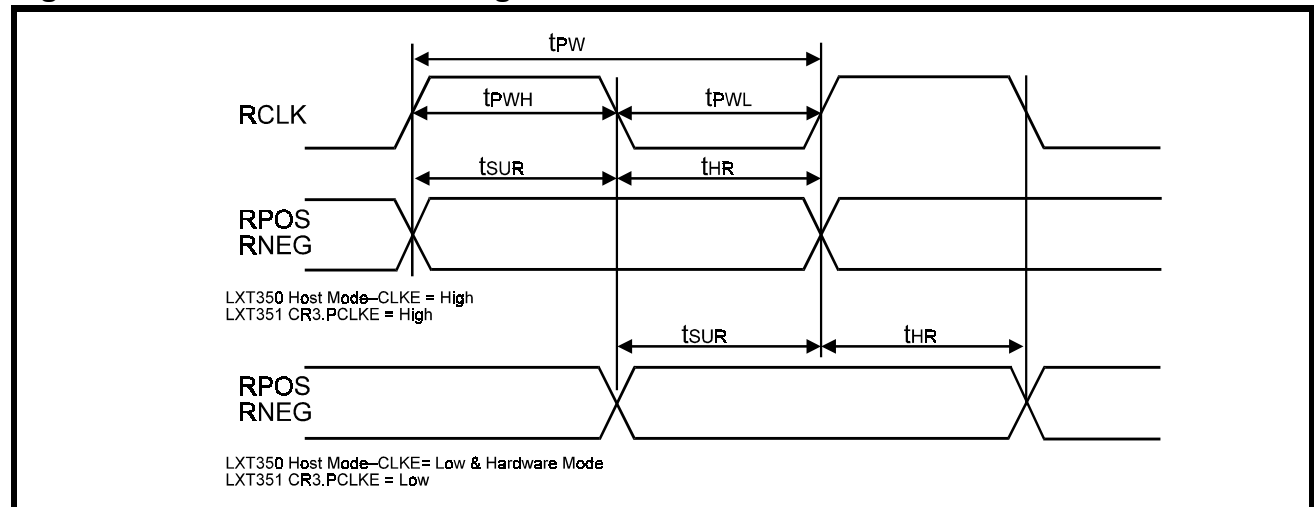 tPW
tPWH
tPWL
RCLK
tSUR
tHR
RPOS
RNEG
LXT350 Host Mode–CLKE = High
LXT351 CR3.PCLKE = High
tSUR
tHR
RPOS
RNEG
LXT350 Host Mode–CLKE= Low & Hardware Mode
LXT351 CR3.PCLKE = Low